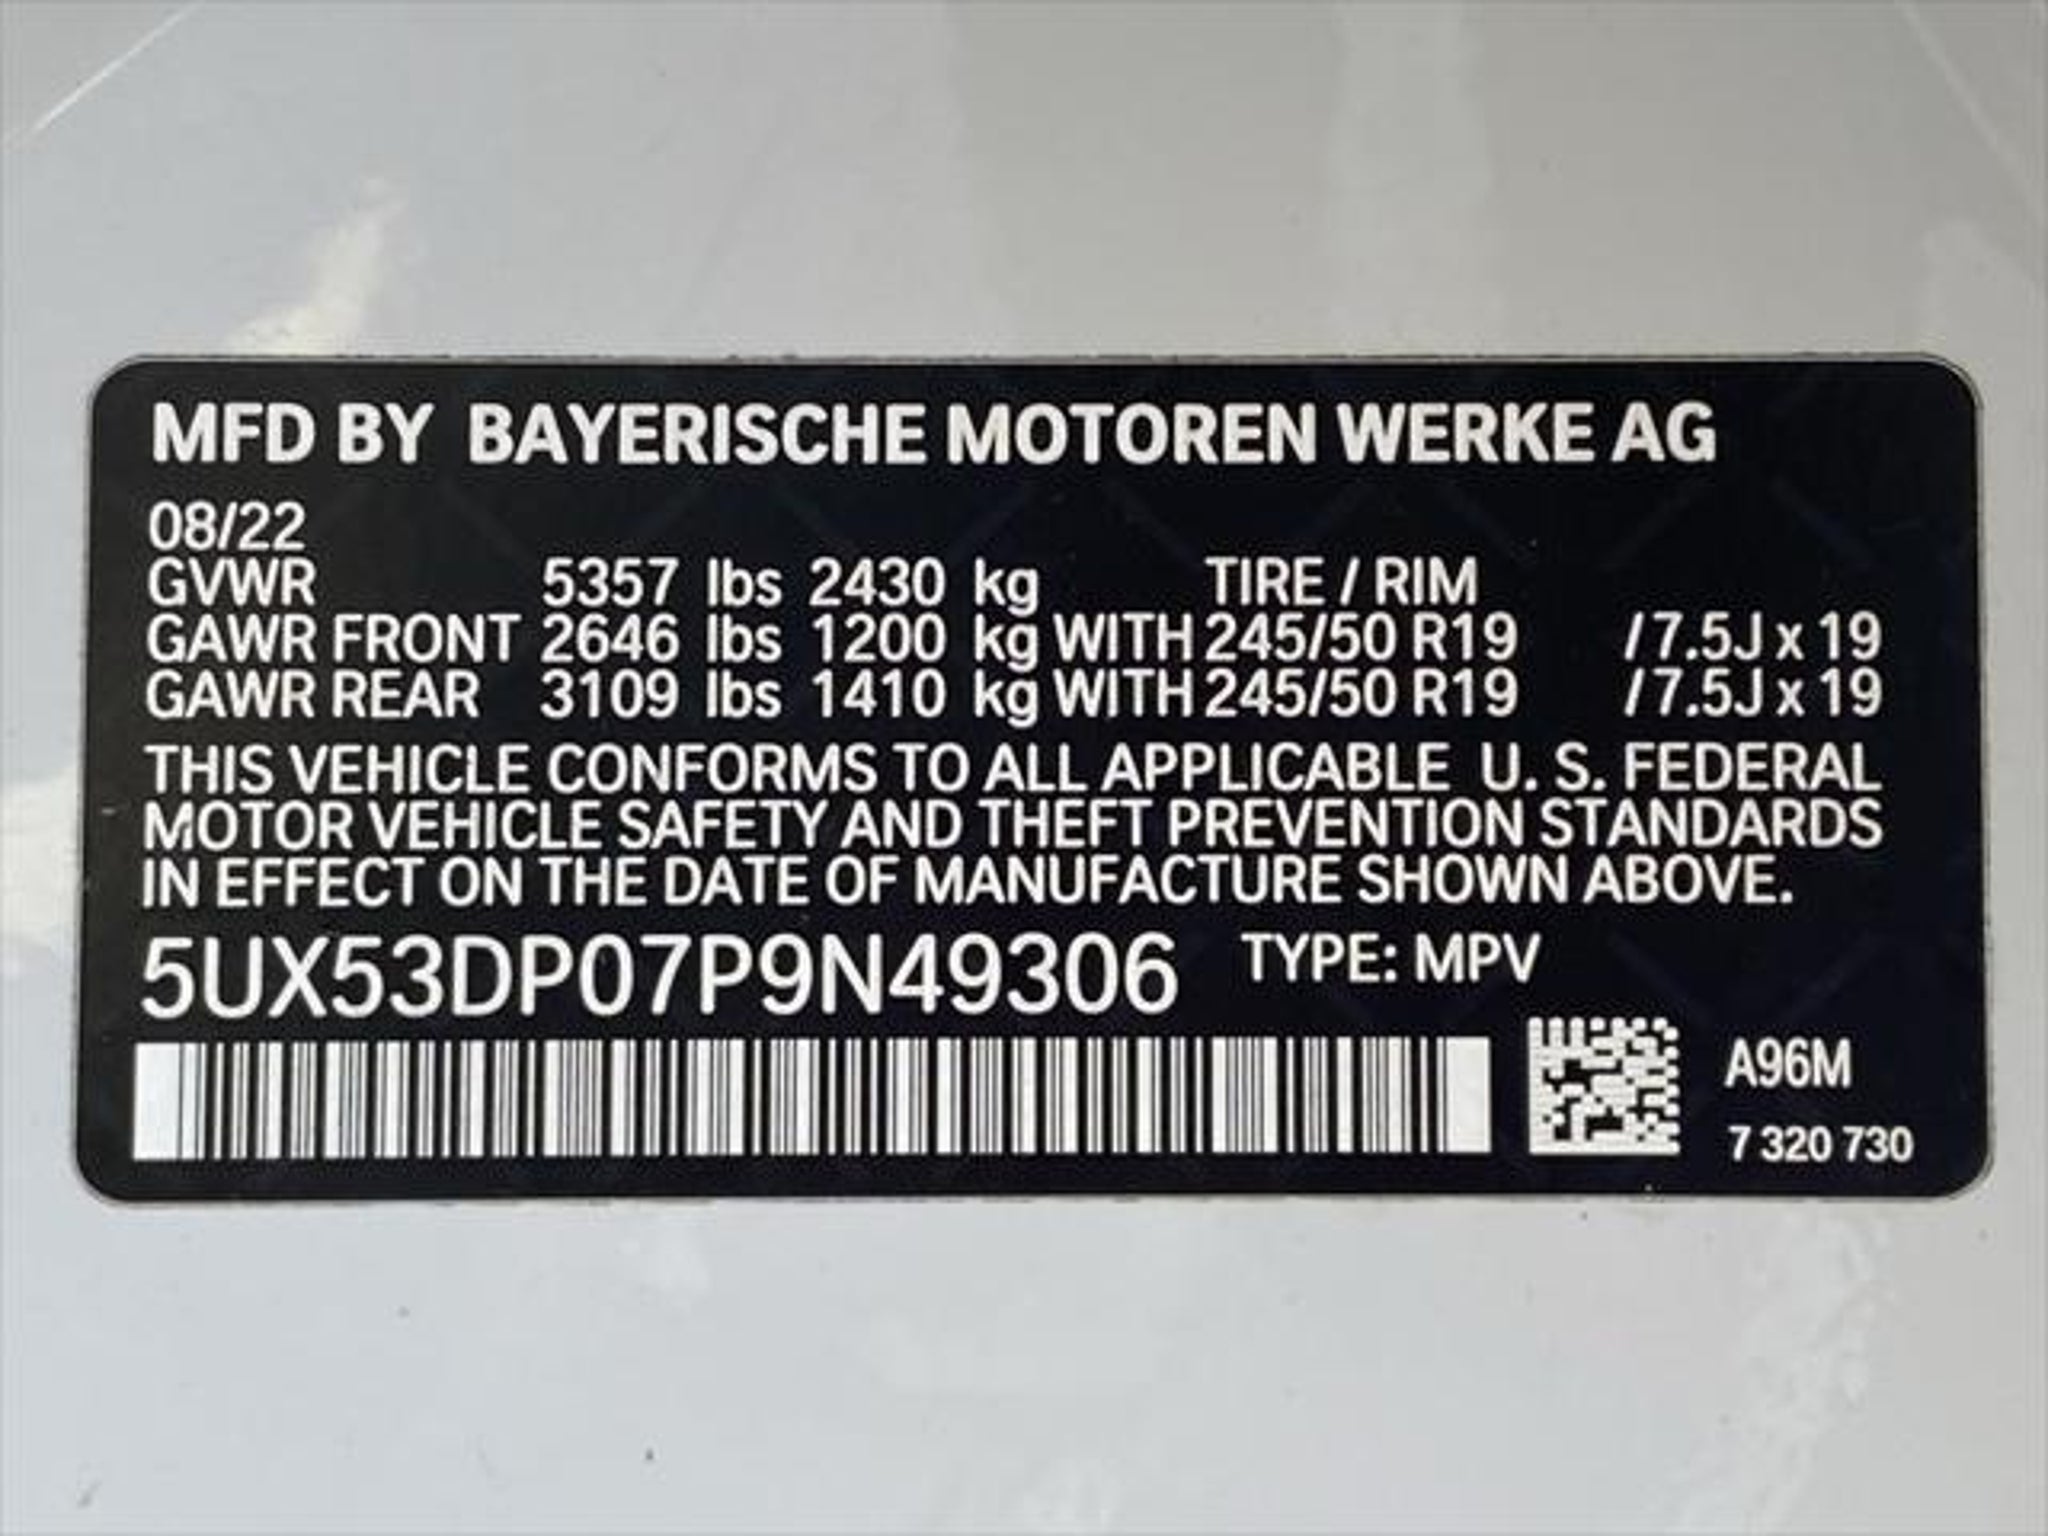 MFD BY BAYERISCHE MOTOREN WERKE AG
08/22
GVWR 5357 lbs 2430 kg TIRE / RIM
GAWR FRONT 2646 lbs 1200 kg WITH 245/50 R19 / 7.5J x 19
GAWR REAR 3109 lbs 1410 kg WITH 245/50 R19 / 7.5J x 19
THIS VEHICLE CONFORMS TO ALL APPLICABLE U. S. FEDERAL
MOTOR VEHICLE SAFETY AND THEFT PREVENTION STANDARDS
IN EFFECT ON THE DATE OF MANUFACTURE SHOWN ABOVE.
5UX53DP07P9N49306 TYPE: MPV
A96M
7 320 730